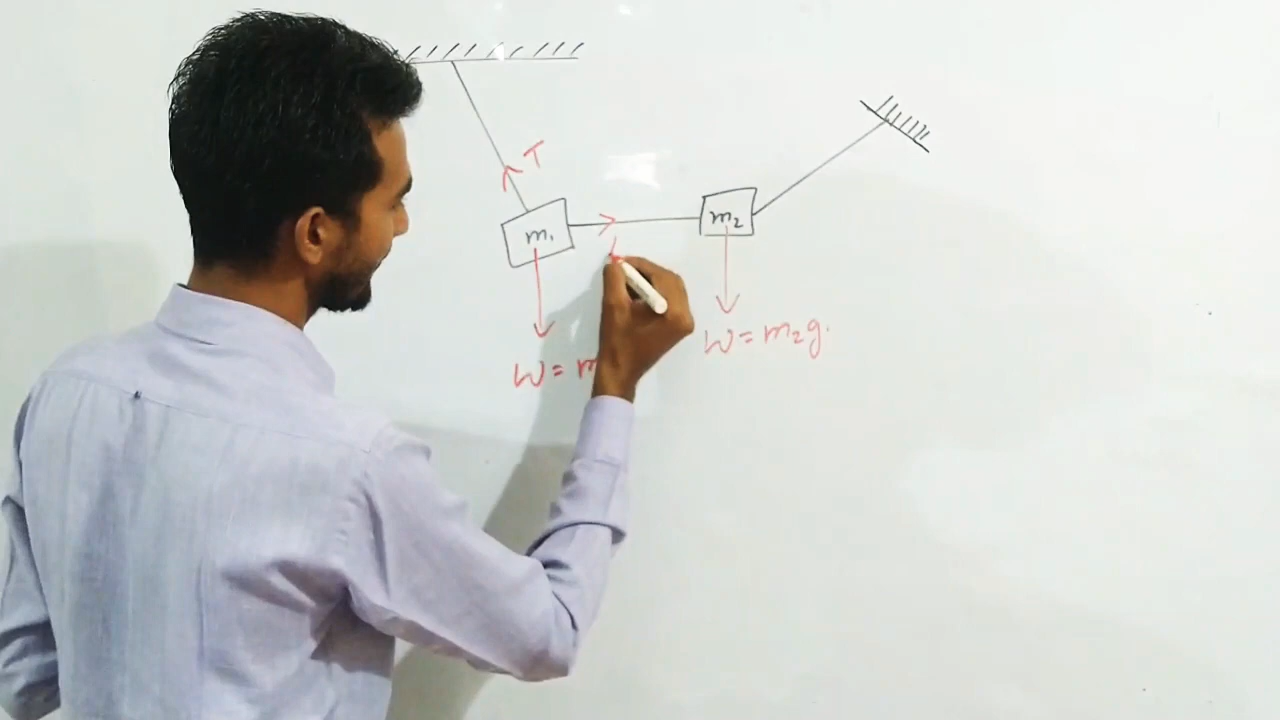 T
m₁
m₂
W = m₂g.
W = m